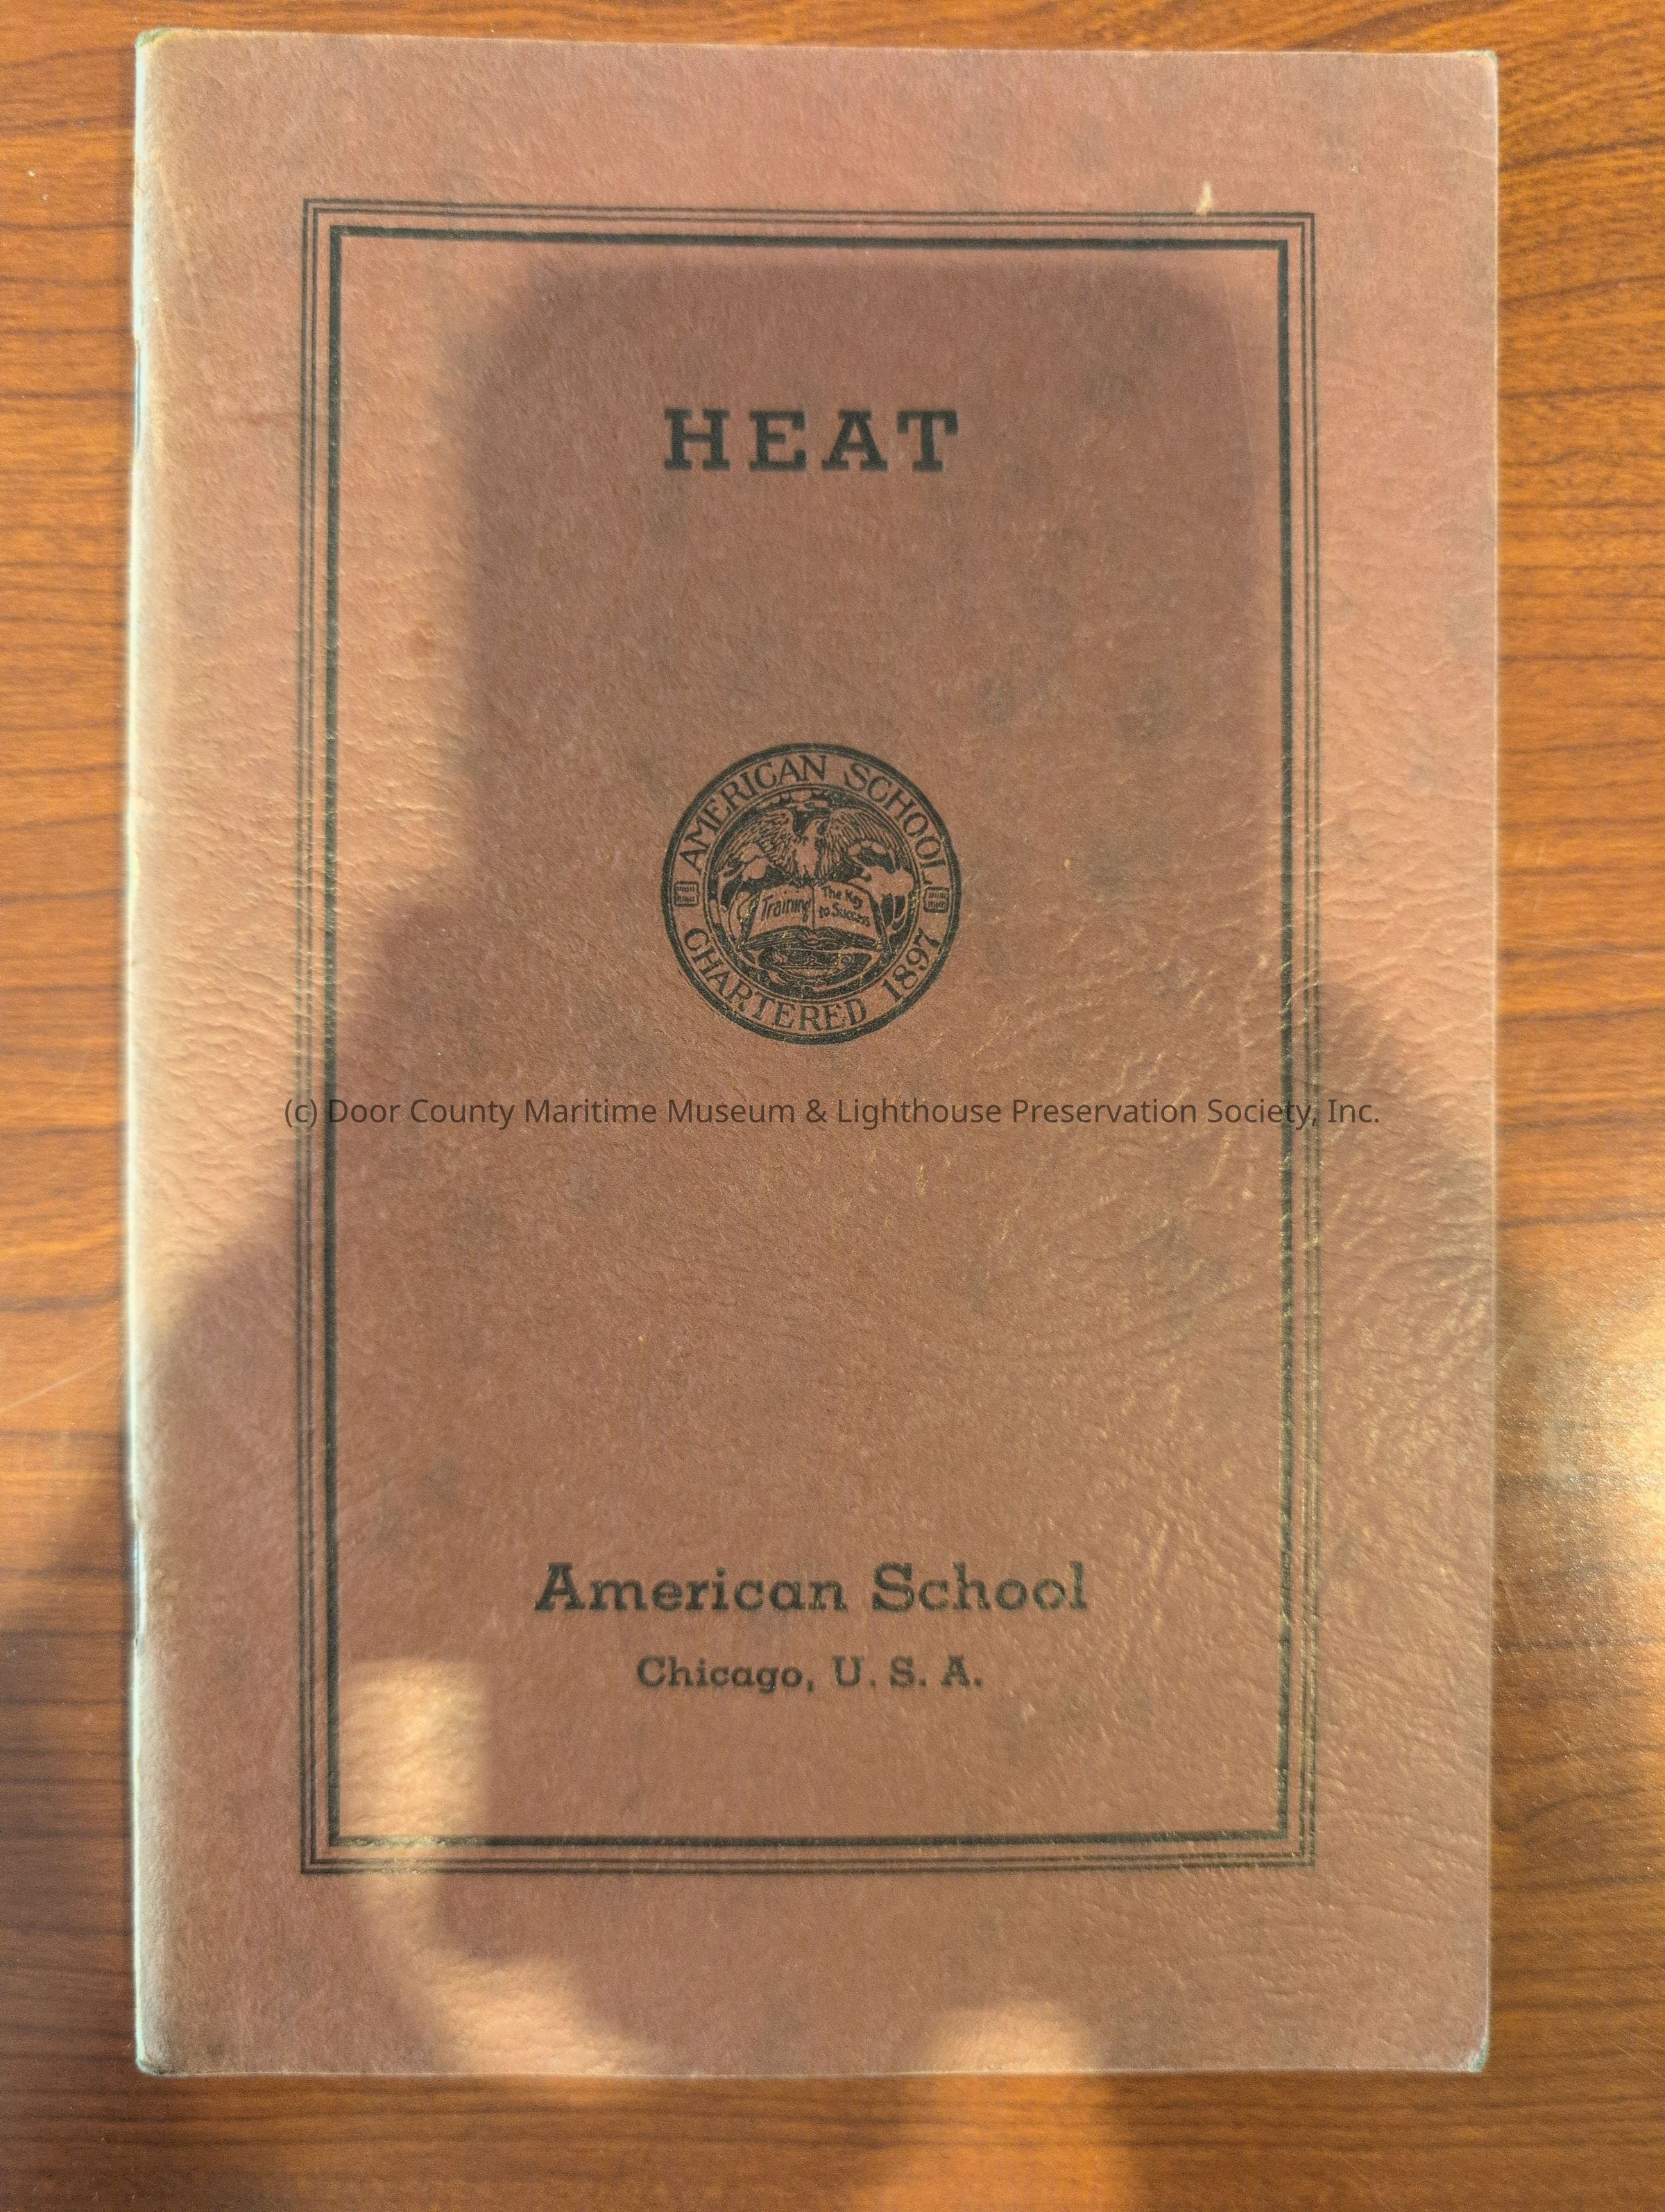 HEAT
AMERICAN SCHOOL
Training
The Key
to Success
CHARTERED 1897
(c) Door County Maritime Museum & Lighthouse Preservation Society, Inc.
American School
Chicago, U.S.A.